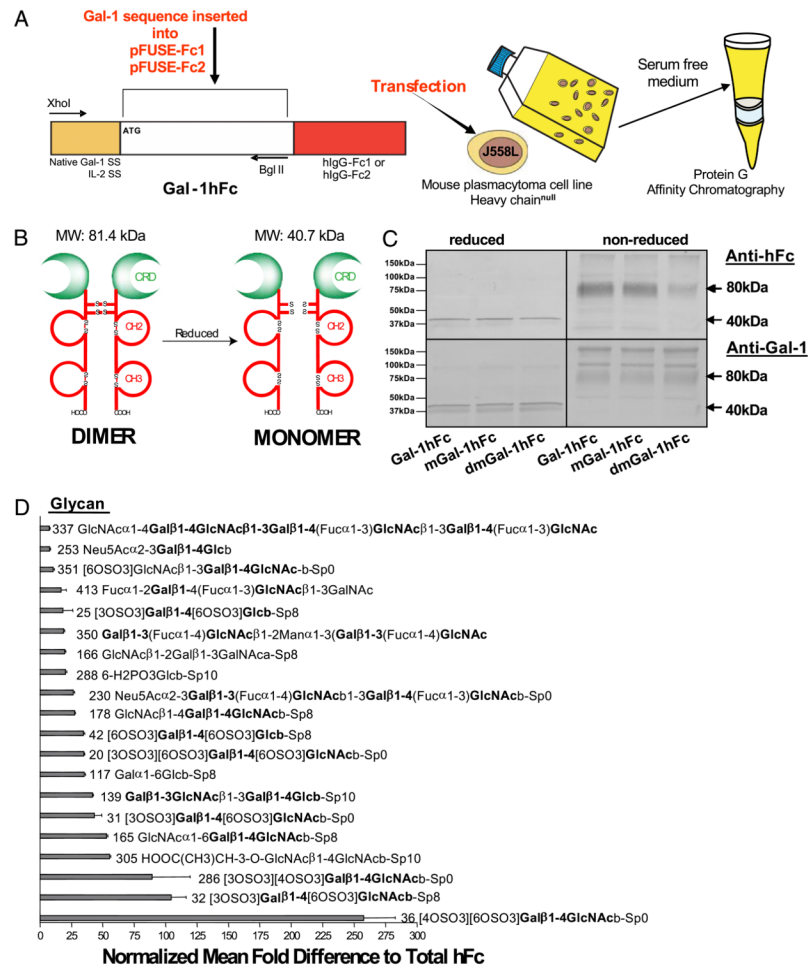 A
Gal-1 sequence inserted
into
pFUSE-Fc1
pFUSE-Fc2
XhoI
ATG
Native Gal-1 SS
IL-2 SS
Bgl II
hIgG-Fc1 or
hIgG-Fc2
Gal-1hFc
Transfection
J558L
Mouse plasmacytoma cell line
Heavy chainnull
Serum free
medium
Protein G
Affinity Chromatography
B
MW: 81.4 kDa
MW: 40.7 kDa
CRD
CRD
S S
S S
S S
S S
CH2
CH2
Reduced
CH3
CH3
HOOC
COOH
HOOC
COOH
DIMER
MONOMER
C
reduced
non-reduced
Anti-hFc
150kDa
100kDa
75kDa
50kDa
37kDa
80kDa
40kDa
Anti-Gal-1
150kDa
100kDa
75kDa
50kDa
37kDa
80kDa
40kDa
Gal-1hFc
mGal-1hFc
dmGal-1hFc
Gal-1hFc
mGal-1hFc
dmGal-1hFc
D
Glycan
337 GlcNAcα1-4Galβ1-4GlcNAcβ1-3Galβ1-4(Fucα1-3)GlcNAcβ1-3Galβ1-4(Fucα1-3)GlcNAc
253 Neu5Acα2-3Galβ1-4Glcb
351 [6OSO3]GlcNAcβ1-3Galβ1-4GlcNAc-b-Sp0
413 Fucα1-2Galβ1-4(Fucα1-3)GlcNAcβ1-3GalNAc
25 [3OSO3]Galβ1-4[6OSO3]Glcb-Sp8
350 Galβ1-3(Fucα1-4)GlcNAcβ1-2Manα1-3(Galβ1-3(Fucα1-4)GlcNAc
166 GlcNAcβ1-2Galβ1-3GalNAca-Sp8
288 6-H2PO3Glcb-Sp10
230 Neu5Acα2-3Galβ1-3(Fucα1-4)GlcNAcb1-3Galβ1-4(Fucα1-3)GlcNAcb-Sp0
178 GlcNAcβ1-4Galβ1-4GlcNAcb-Sp8
42 [6OSO3]Galβ1-4[6OSO3]Glcb-Sp8
20 [3OSO3][6OSO3]Galβ1-4[6OSO3]GlcNAcb-Sp0
117 Galα1-6Glcb-Sp8
139 Galβ1-3GlcNAcβ1-3Galβ1-4Glcb-Sp10
31 [3OSO3]Galβ1-4[6OSO3]GlcNAcb-Sp0
165 GlcNAcα1-6Galβ1-4GlcNAcb-Sp8
305 HOOC(CH3)CH-3-O-GlcNAcβ1-4GlcNAcb-Sp10
286 [3OSO3][4OSO3]Galβ1-4GlcNAcb-Sp0
32 [3OSO3]Galβ1-4[6OSO3]GlcNAcb-Sp8
36 [4OSO3][6OSO3]Galβ1-4GlcNAcb-Sp0
0 25 50 75 100 125 150 175 200 225 250 275 300
Normalized Mean Fold Difference to Total hFc